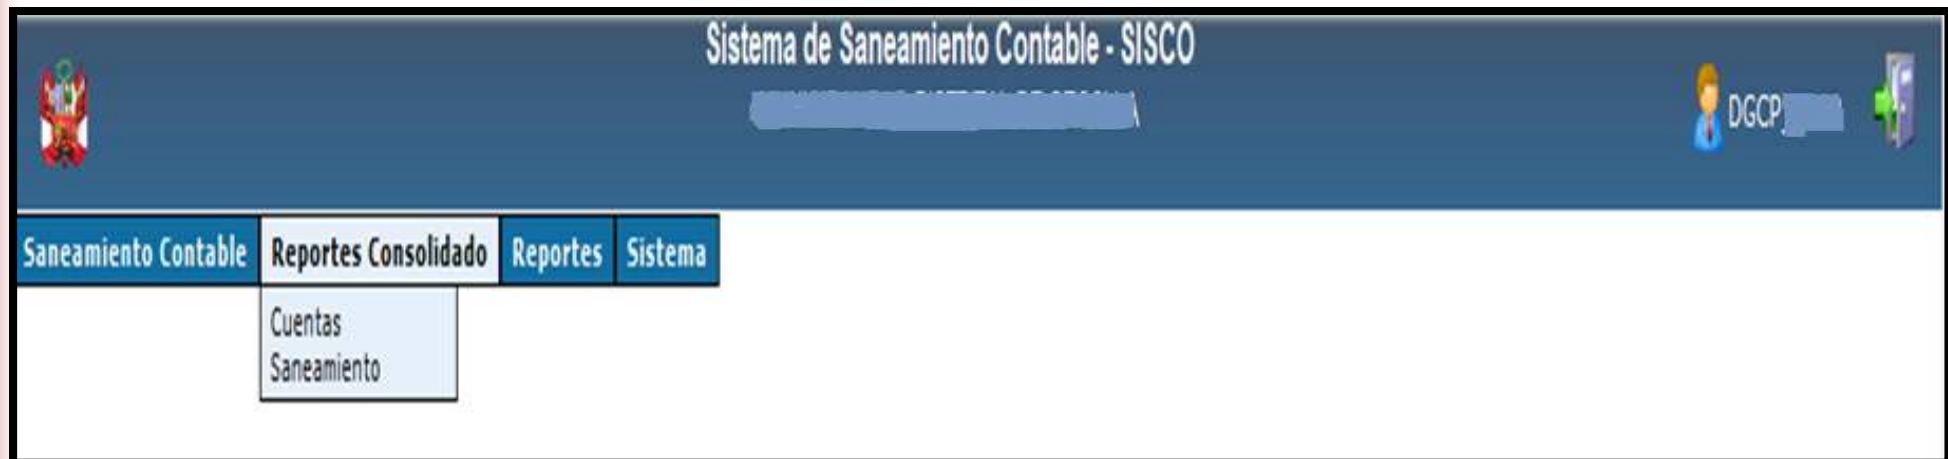 Sistema de Saneamiento Contable - SISCO
DGCP
Saneamiento Contable Reportes Consolidado Reportes Sistema
Cuentas
Saneamiento